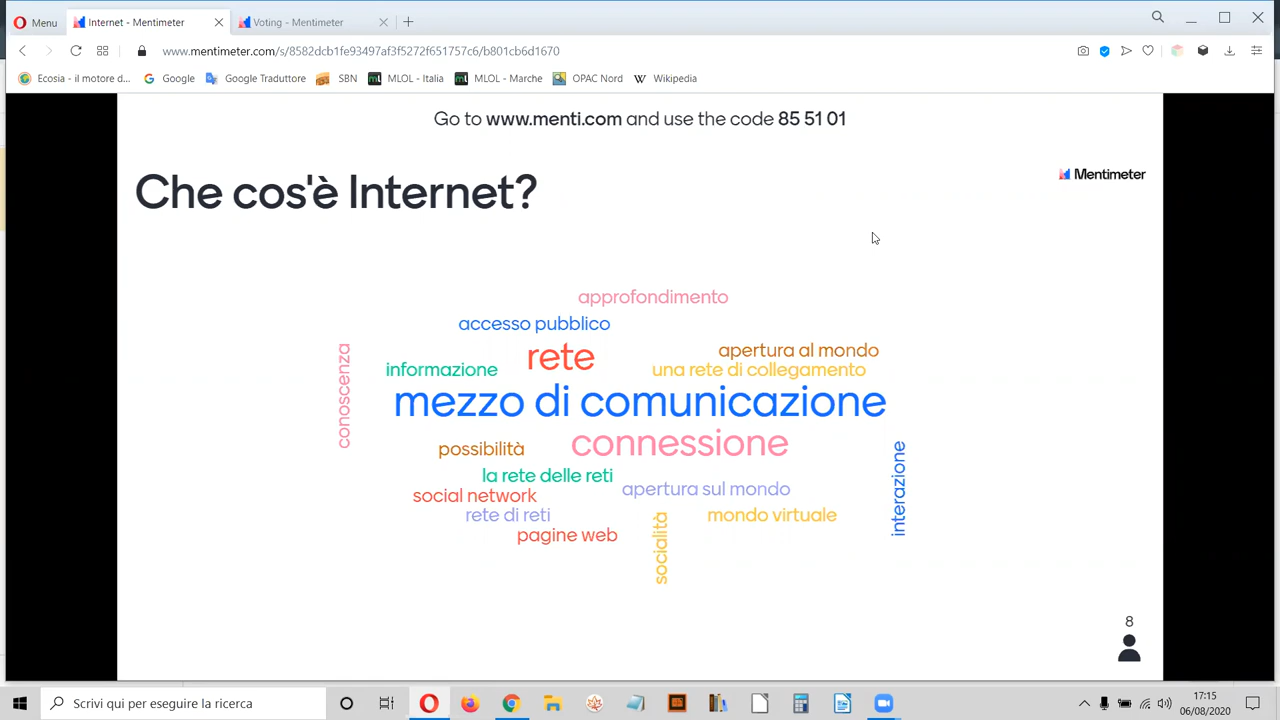 Menu
Internet - Mentimeter
Voting - Mentimeter
www.mentimeter.com/s/8582dcb1fe93497af3f5272f651757c6/b801cb6d1670
Ecosia - il motore d...
Google
Google Traduttore
SBN
MLOL - Italia
MLOL - Marche
OPAC Nord
Wikipedia
Go to www.menti.com and use the code 85 51 01
Che cos'è Internet?
Mentimeter
approfondimento
accesso pubblico
conoscenza
rete
apertura al mondo
informazione
una rete di collegamento
mezzo di comunicazione
connessione
possibilità
interazione
la rete delle reti
apertura sul mondo
social network
rete di reti
mondo virtuale
pagine web
socialità
8
Scrivi qui per eseguire la ricerca
17:15
06/08/2020